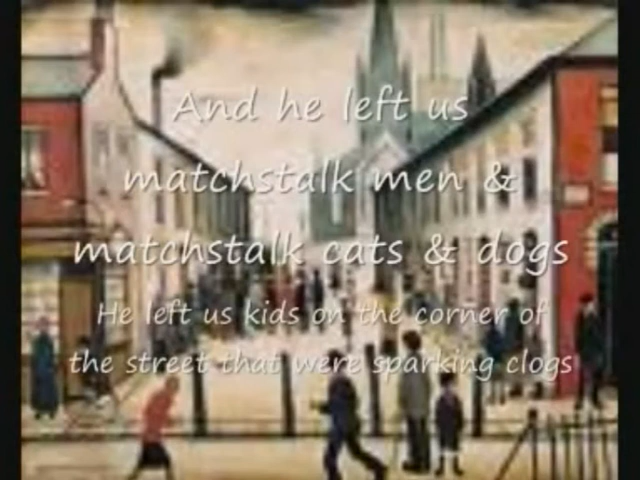 And he left us
matchstalk men &
matchstalk cats & dogs
He left us kids on the corner of
the street that were sparking clogs